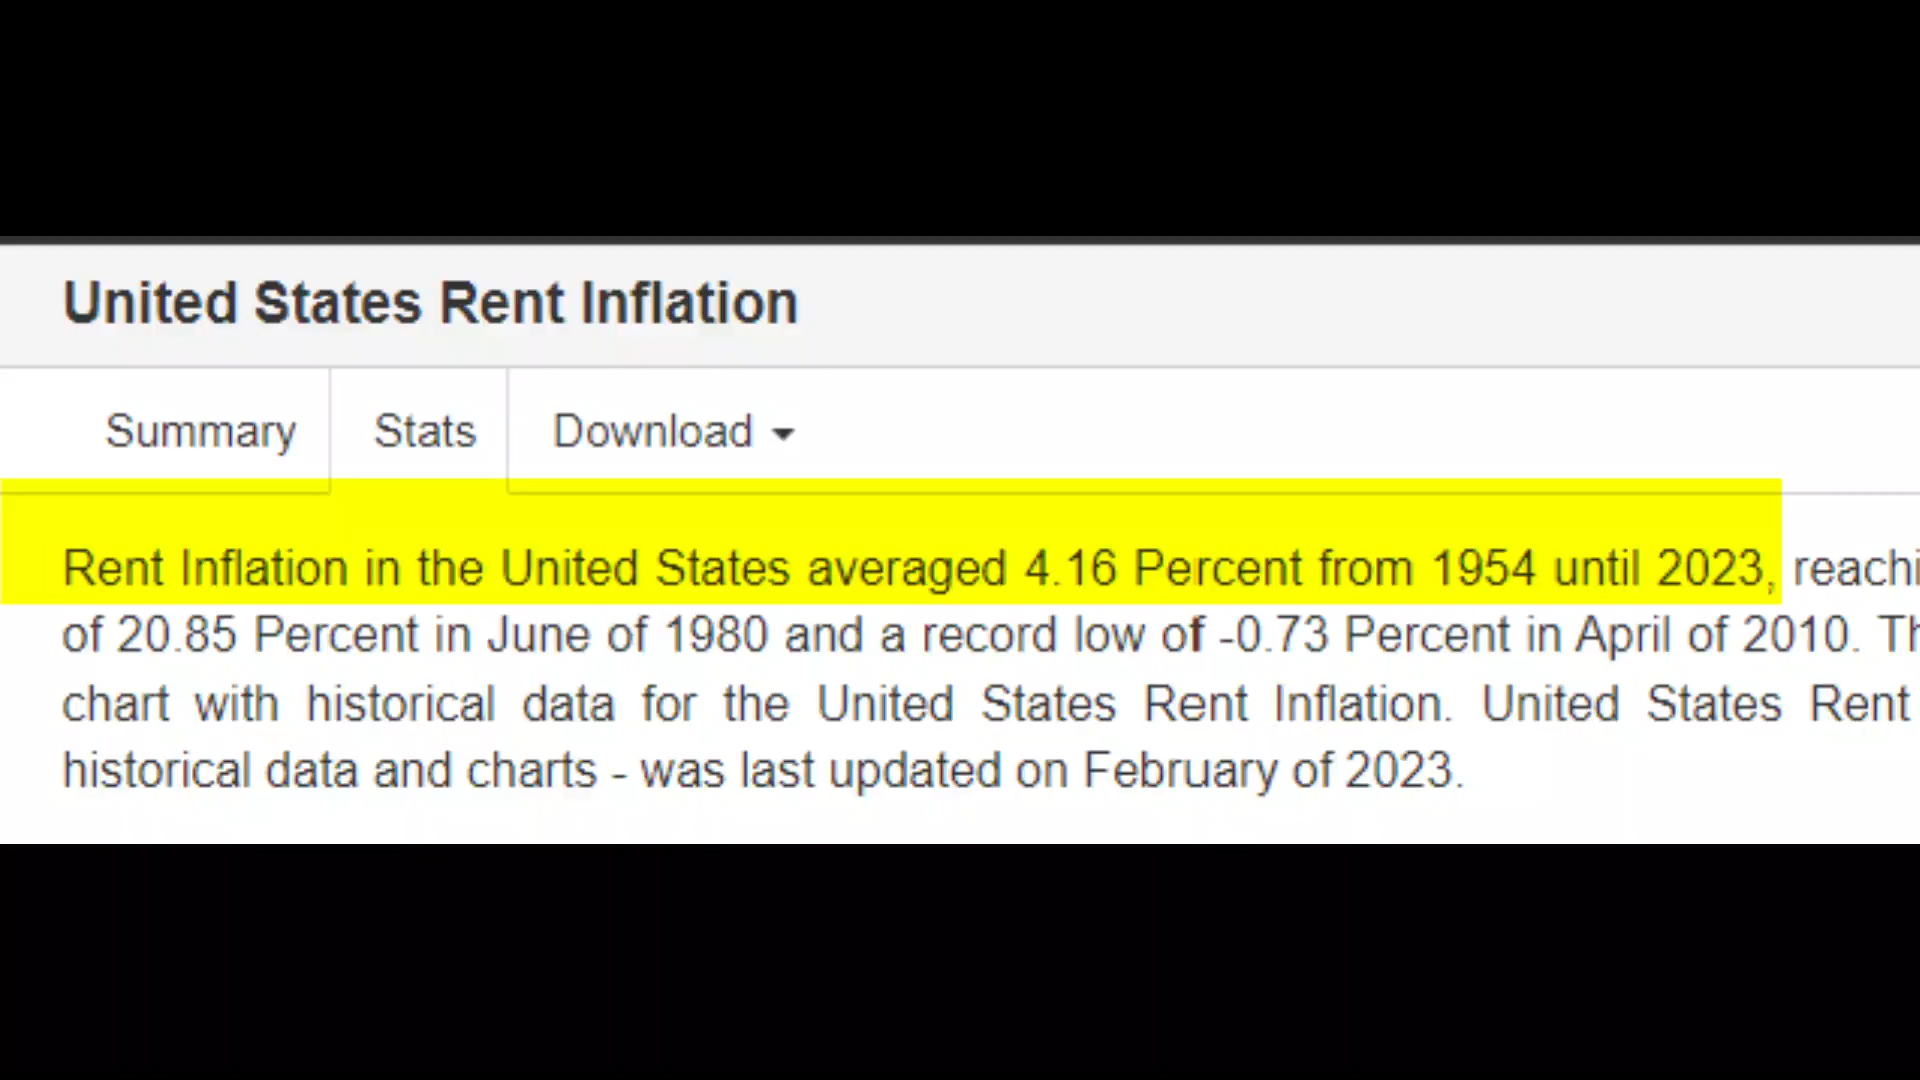 United States Rent Inflation
Summary Stats Download
Rent Inflation in the United States averaged 4.16 Percent from 1954 until 2023,
of 20.85 Percent in June of 1980 and a record low of -0.73 Percent in April of 2010.
chart with historical data for the United States Rent Inflation. United States Rent
historical data and charts - was last updated on February of 2023.